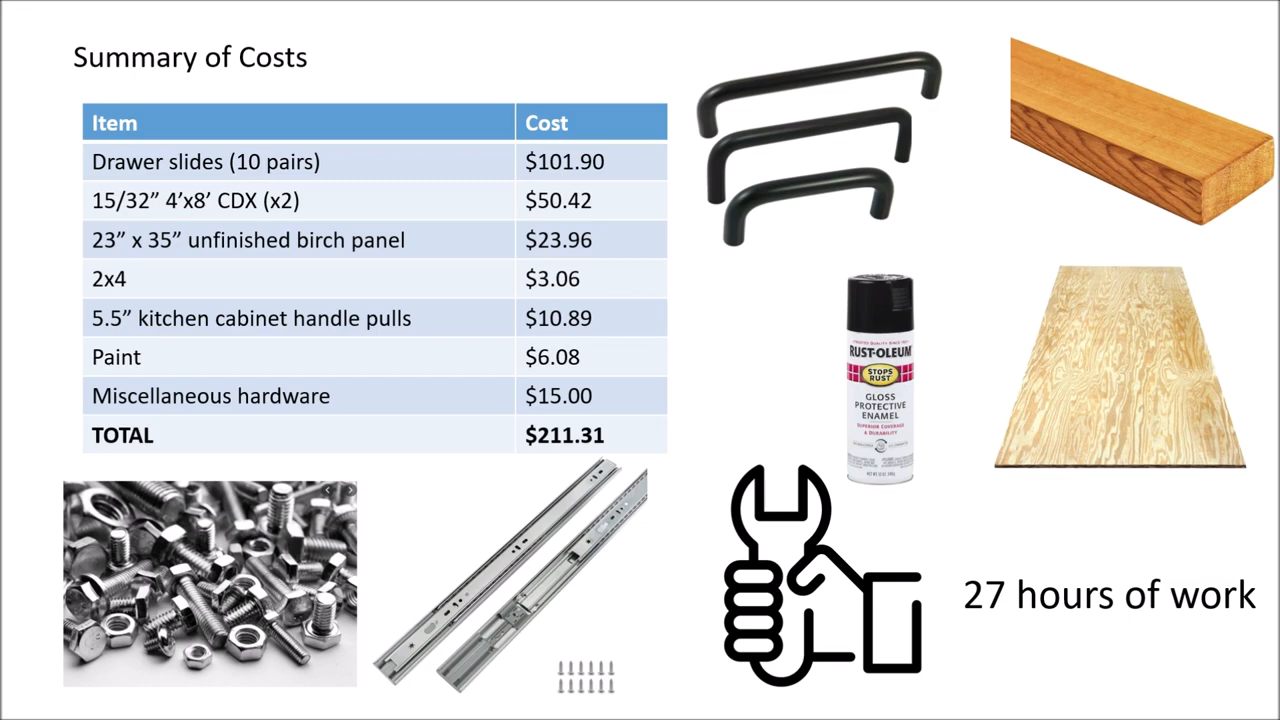 Summary of Costs
Item Cost
Drawer slides (10 pairs) $101.90
15/32” 4’x8’ CDX (x2) $50.42
23” x 35” unfinished birch panel $23.96
2x4 $3.06
5.5” kitchen cabinet handle pulls $10.89
Paint $6.08
Miscellaneous hardware $15.00
TOTAL $211.31
RUST-OLEUM
STOPS
RUST
GLOSS
PROTECTIVE
ENAMEL
SUPERIOR COVERAGE
& DURABILITY
27 hours of work